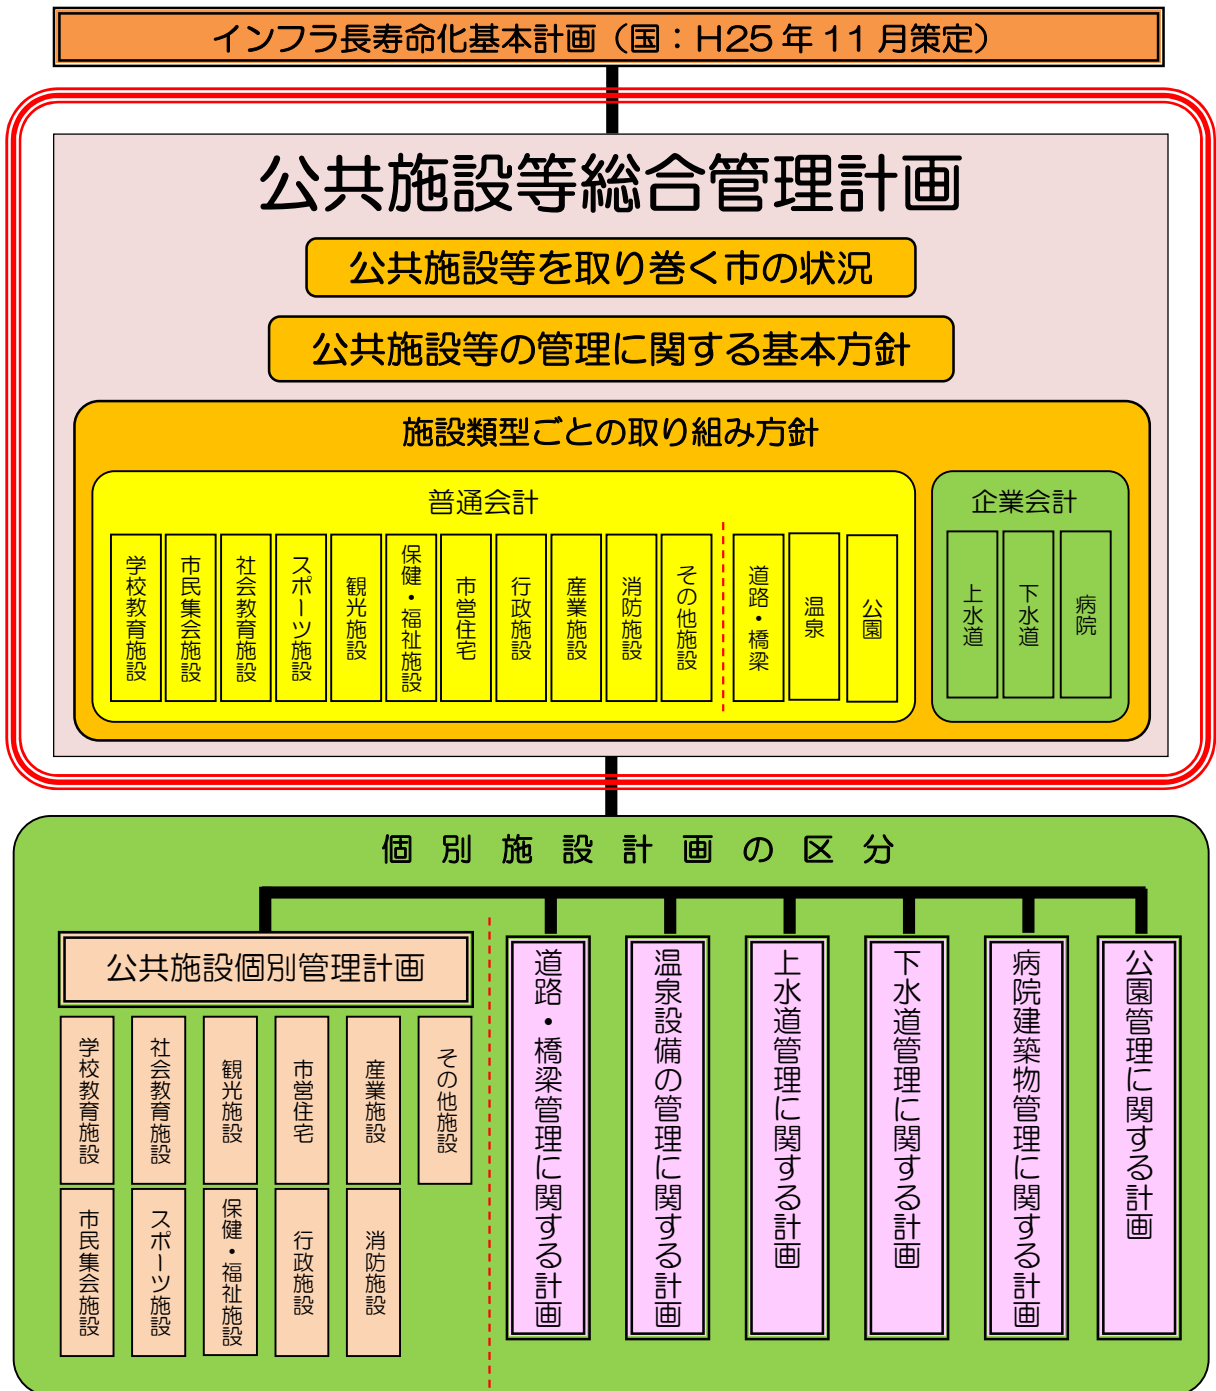 インフラ長寿命化基本計画（国：H25年11月策定）
公共施設等総合管理計画
公共施設等を取り巻く市の状況
公共施設等の管理に関する基本方針
施設類型ごとの取り組み方針
普通会計
学校教育施設
市民集会施設
社会教育施設
スポーツ施設
観光施設
保健・福祉施設
市営住宅
行政施設
産業施設
消防施設
その他施設
道路・橋梁
温泉
公園
企業会計
上水道
下水道
病院
個別施設計画の区分
公共施設個別管理計画
学校教育施設
社会教育施設
観光施設
市営住宅
産業施設
その他施設
市民集会施設
スポーツ施設
保健・福祉施設
行政施設
消防施設
道路・橋梁管理に関する計画
温泉設備の管理に関する計画
上水道管理に関する計画
下水道管理に関する計画
病院建築物管理に関する計画
公園管理に関する計画